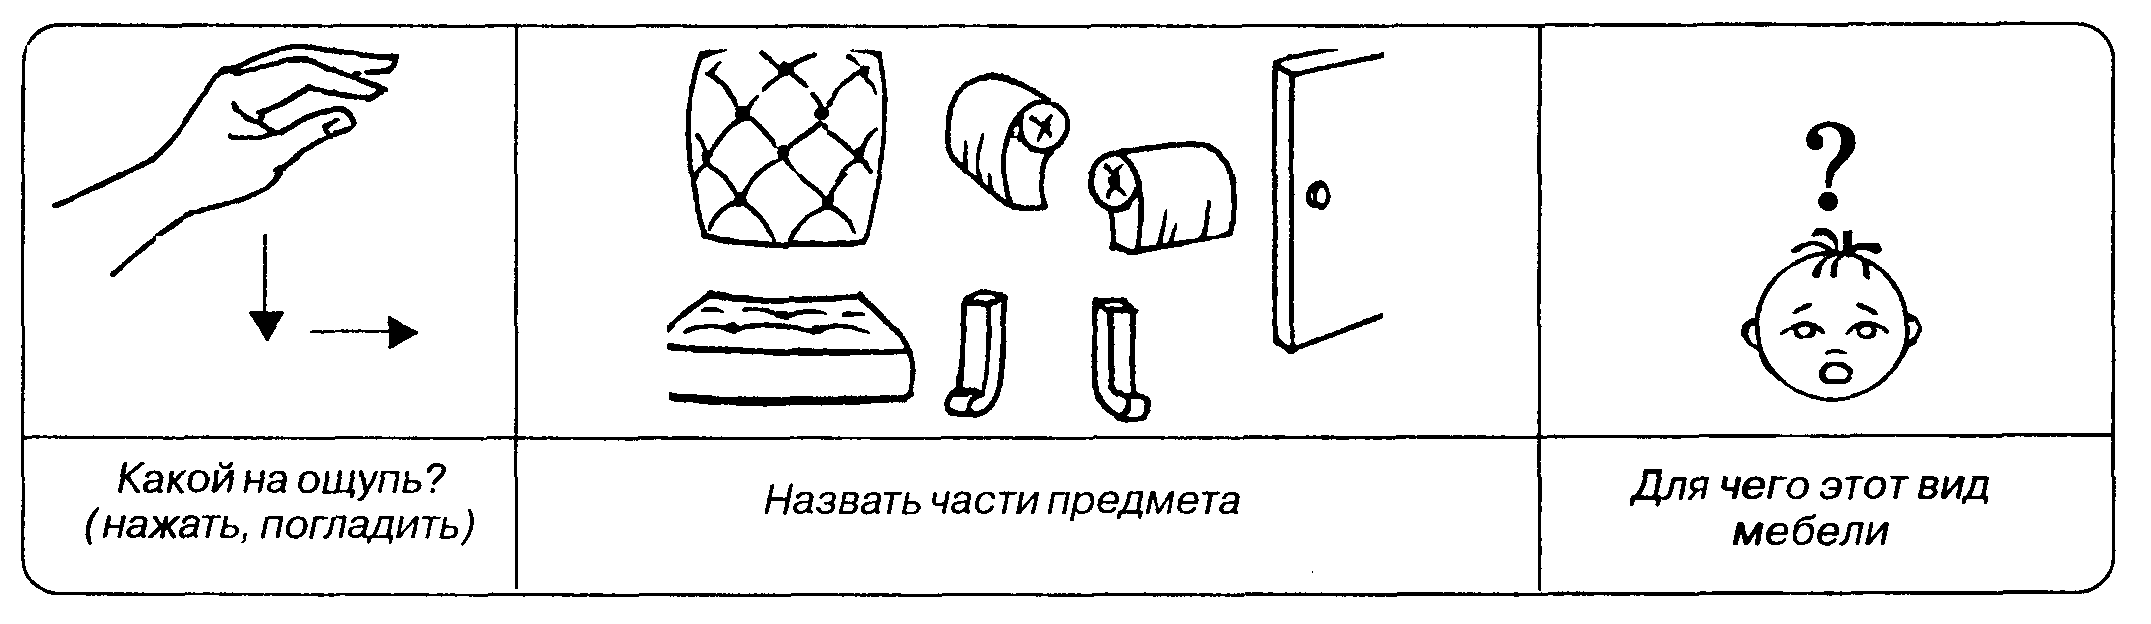 ?
Какой на ощупь?
(нажать, погладить)
Назвать части предмета
Для чего этот вид
мебели